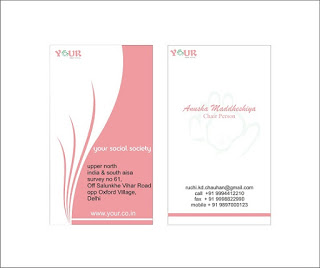 YOUR
your social society
upper north
india & south asia
survey no 61,
Off Salunkhe Vihar Road
opp Oxford Village,
Delhi
www.your.co.in
YOUR
Anusha Maddheshiya
Chair Person
ruchi.kd.chauhan@gmail.com
call +91 9994412210
fax + 91 9998822990
mobile + 91 9897800123